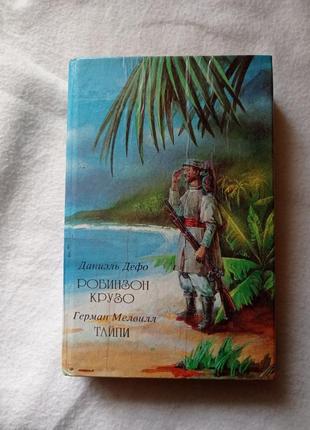 Даниэль Дефо
РОБИНЗОН
КРУЗО
Герман Мелвилл
ТАЙПИ